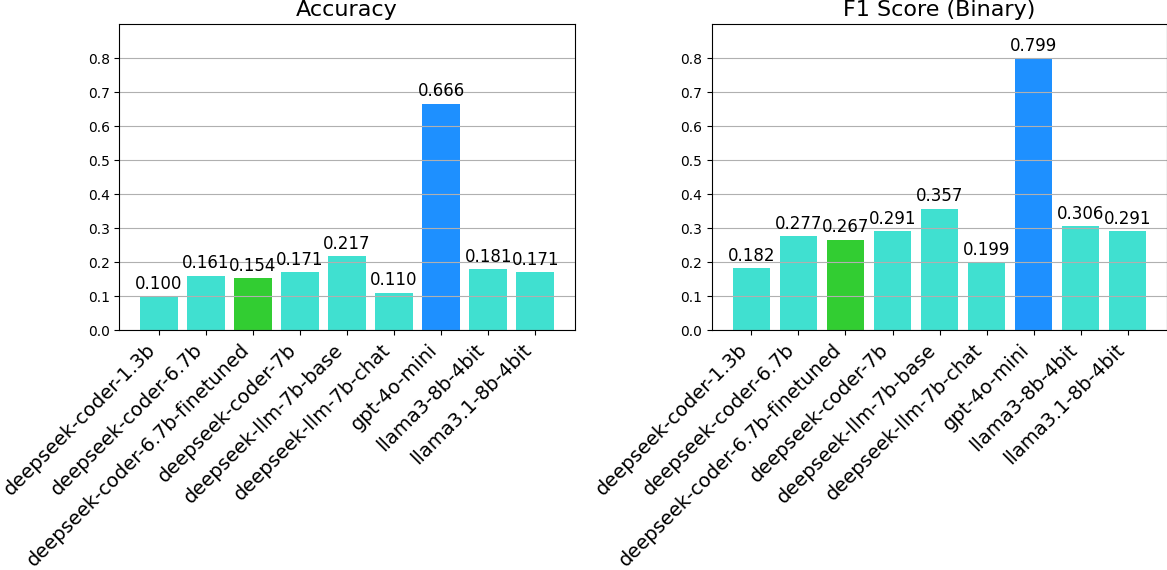 Accuracy
0.8
0.7
0.6
0.5
0.4
0.3
0.2
0.1
0.0
0.100
0.161
0.154
0.171
0.217
0.110
0.666
0.181
0.171
deepseek-coder-1.3b
deepseek-coder-6.7b
deepseek-coder-6.7b-finetuned
deepseek-coder-7b
deepseek-llm-7b-base
deepseek-llm-7b-chat
gpt-4o-mini
llama3-8b-4bit
llama3.1-8b-4bit
F1 Score (Binary)
0.8
0.7
0.6
0.5
0.4
0.3
0.2
0.1
0.0
0.182
0.277
0.267
0.291
0.357
0.199
0.799
0.306
0.291
deepseek-coder-1.3b
deepseek-coder-6.7b
deepseek-coder-6.7b-finetuned
deepseek-coder-7b
deepseek-llm-7b-base
deepseek-llm-7b-chat
gpt-4o-mini
llama3-8b-4bit
llama3.1-8b-4bit